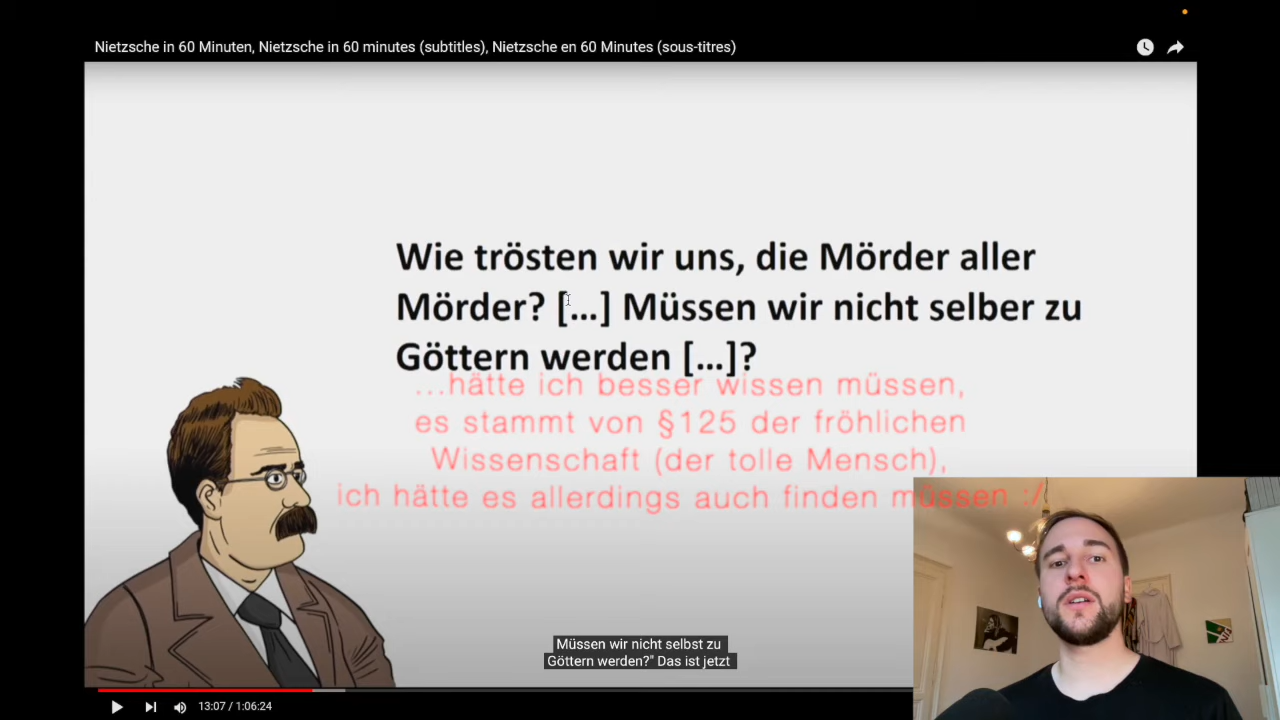 Nietzsche in 60 Minuten, Nietzsche in 60 minutes (subtitles), Nietzsche en 60 Minutes (sous-titres)
Wie trösten wir uns, die Mörder aller
Mörder? [...] Müssen wir nicht selber zu
Göttern werden [...]?
...hätte ich besser wissen müssen,
es stammt von §125 der fröhlichen
Wissenschaft (der tolle Mensch),
ich hätte es allerdings auch finden müssen :/
Müssen wir nicht selbst zu
Göttern werden?" Das ist jetzt
13:07 / 1:06:24